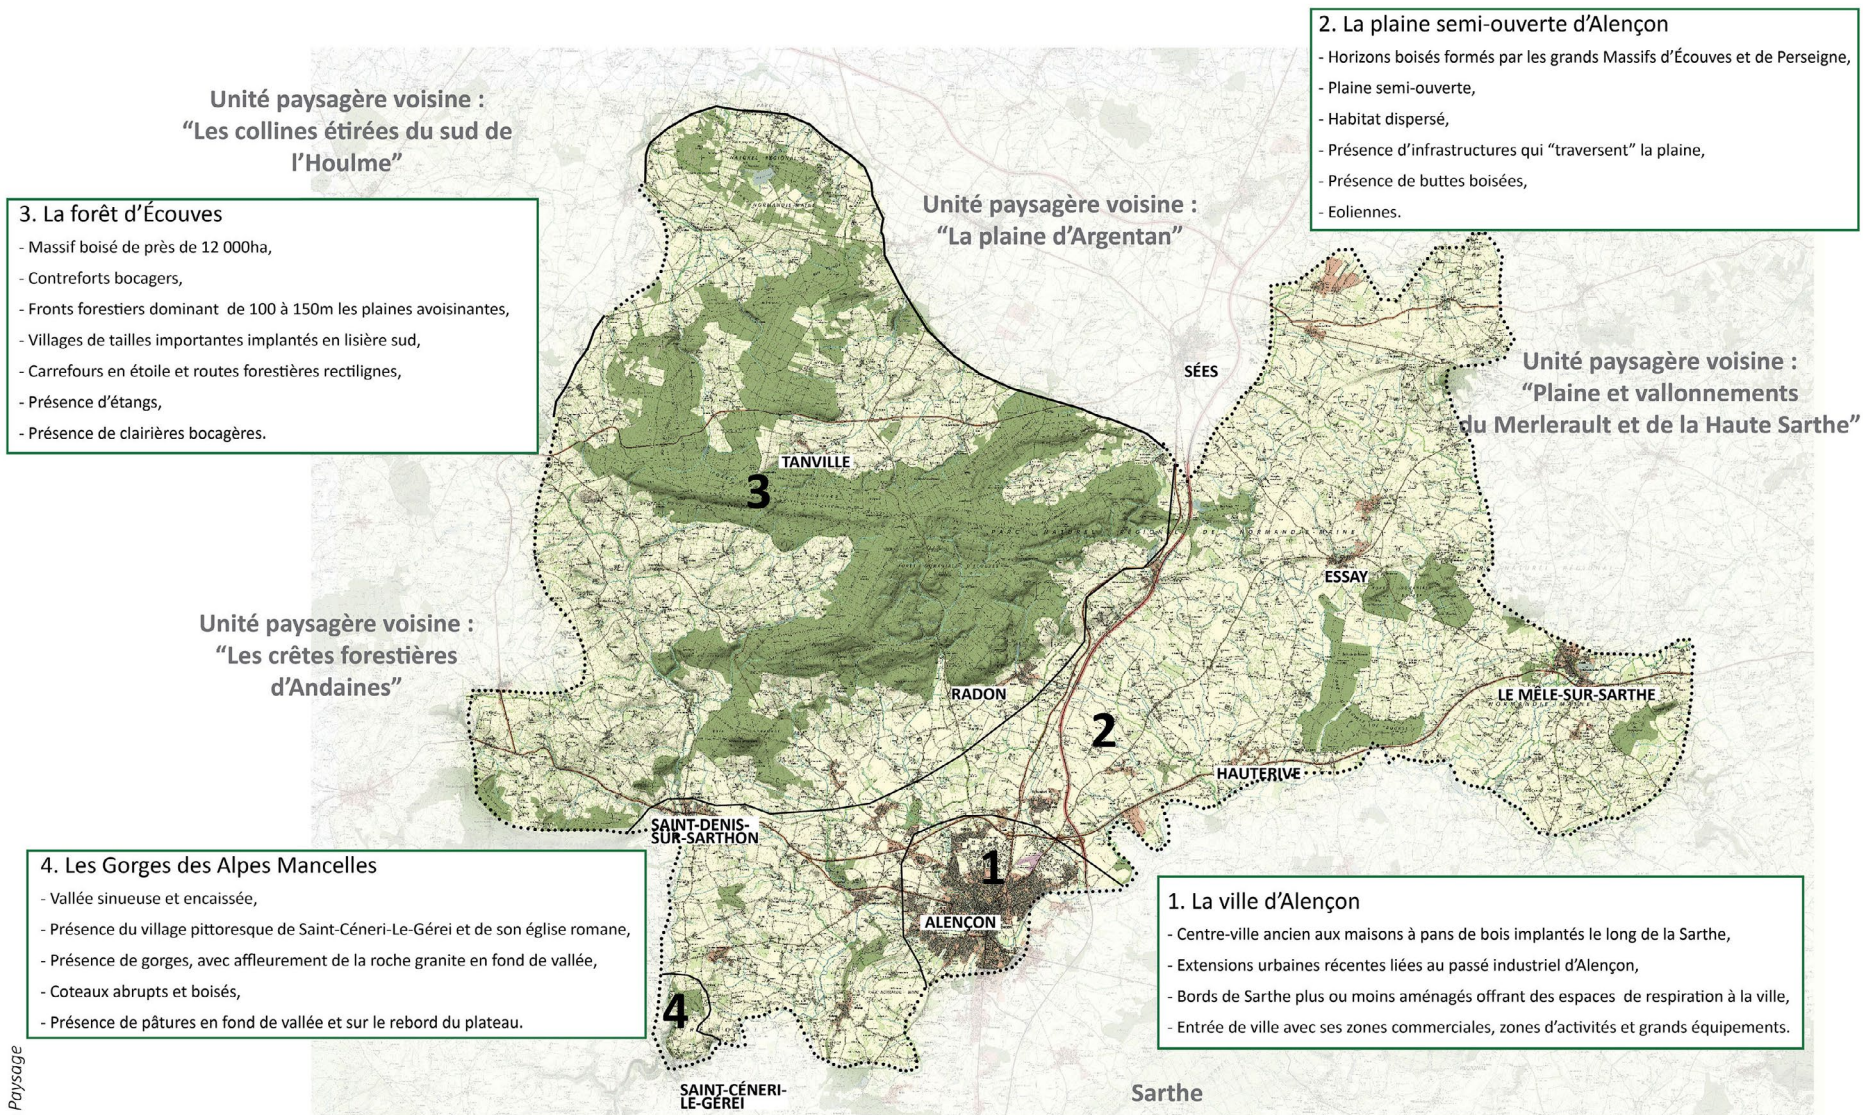 2. La plaine semi-ouverte d’Alençon
- Horizons boisés formés par les grands Massifs d’Écouves et de Perseigne,
- Plaine semi-ouverte,
- Habitat dispersé,
- Présence d’infrastructures qui “traversent” la plaine,
- Présence de buttes boisées,
- Eoliennes.
Unité paysagère voisine :
“Les collines étirées du sud de
l’Houlme”
Unité paysagère voisine :
“La plaine d’Argentan”
3. La forêt d’Écouves
- Massif boisé de près de 12 000ha,
- Contreforts bocagers,
- Fronts forestiers dominant de 100 à 150m les plaines avoisinantes,
- Villages de tailles importantes implantés en lisière sud,
- Carrefours en étoile et routes forestières rectilignes,
- Présence d’étangs,
- Présence de clairières bocagères.
SÉES
Unité paysagère voisine :
“Plaine et vallonnements
du Merlerault et de la Haute Sarthe”
TANVILLE
3
ESSAY
Unité paysagère voisine :
“Les crêtes forestières
d’Andaines”
RADON
LE MÊLE-SUR-SARTHE
2
HAUTERIVE
SAINT-DENIS-
SUR-SARTHON
4. Les Gorges des Alpes Mancelles
- Vallée sinueuse et encaissée,
- Présence du village pittoresque de Saint-Céneri-Le-Gérei et de son église romane,
- Présence de gorges, avec affleurement de la roche granite en fond de vallée,
- Coteaux abrupts et boisés,
- Présence de pâtures en fond de vallée et sur le rebord du plateau.
1
ALENÇON
4
1. La ville d’Alençon
- Centre-ville ancien aux maisons à pans de bois implantés le long de la Sarthe,
- Extensions urbaines récentes liées au passé industriel d’Alençon,
- Bords de Sarthe plus ou moins aménagés offrant des espaces de respiration à la ville,
- Entrée de ville avec ses zones commerciales, zones d’activités et grands équipements.
SAINT-CÉNERI-
LE-GÉREI
Sarthe
Paysage